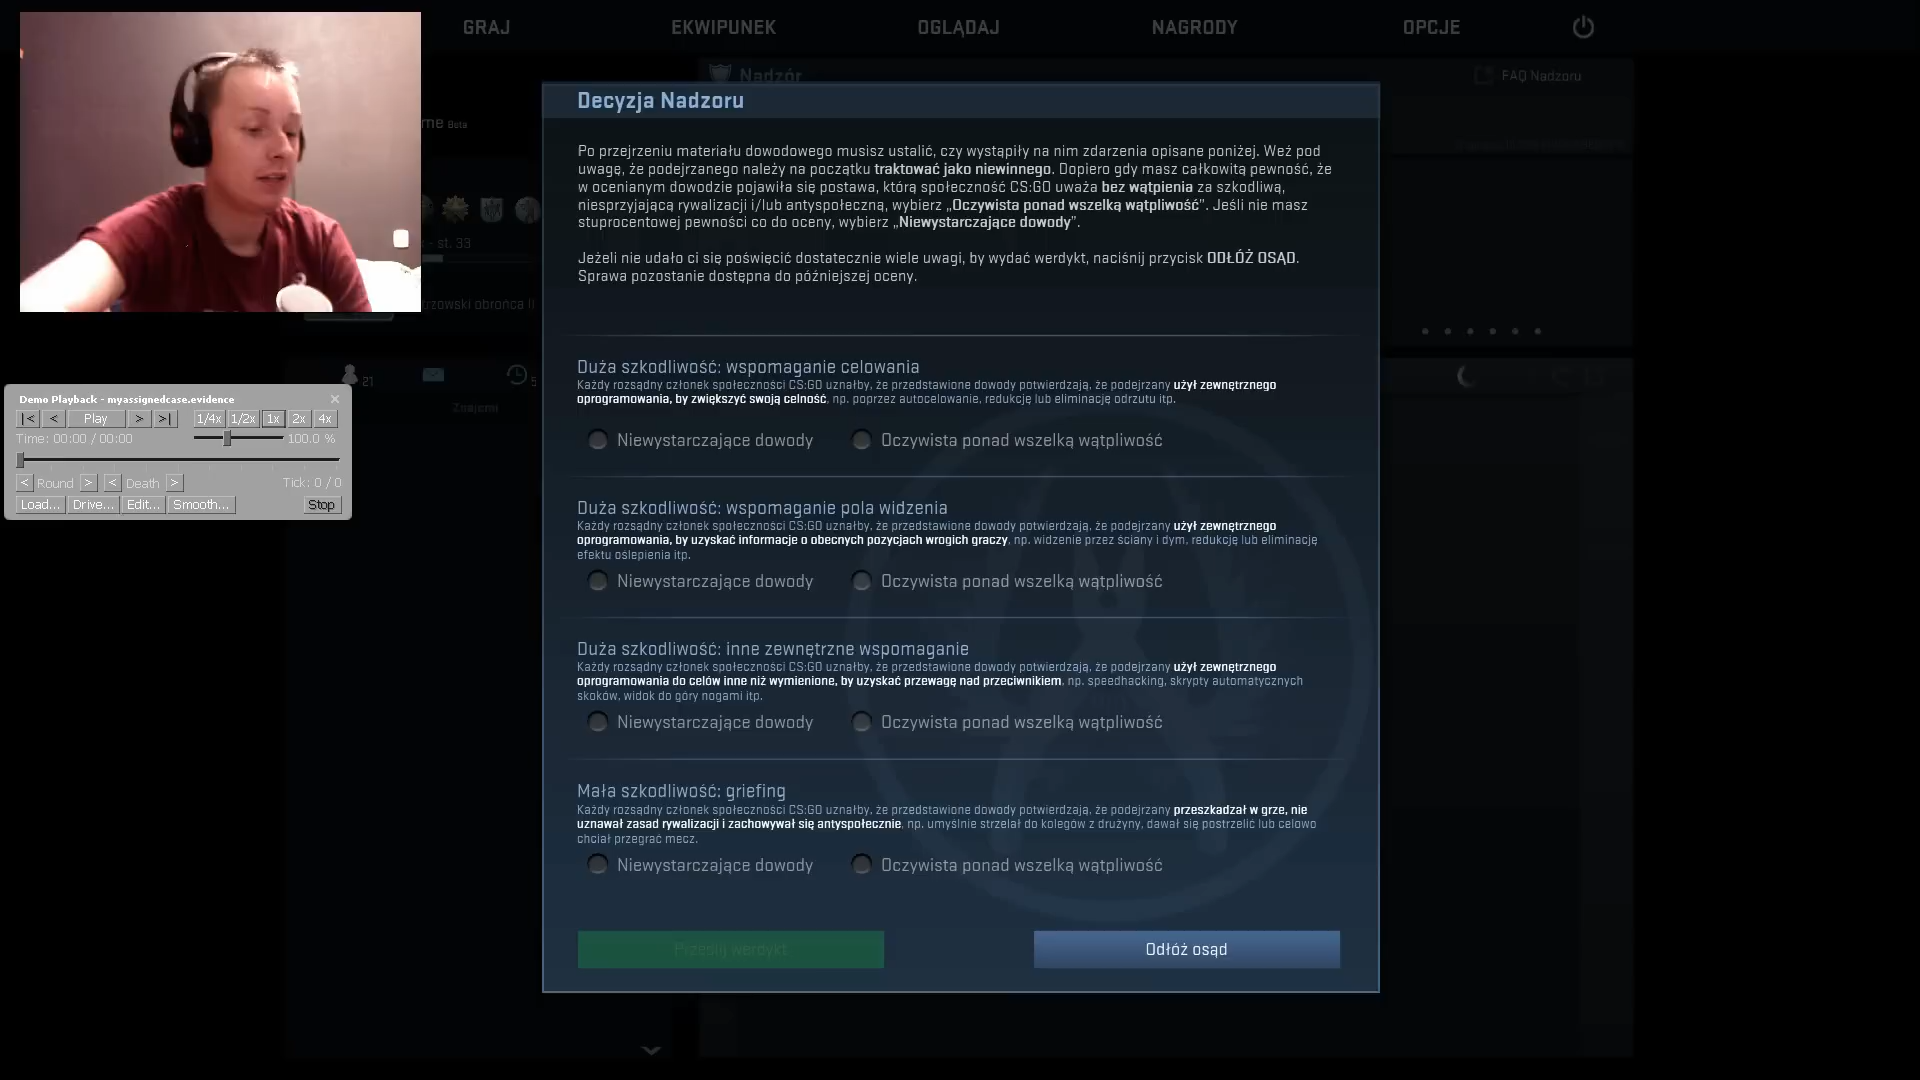 GRAJ EKWIPUNEK OGLĄDAJ NAGRODY OPCJE
Nadzór FAQ Nadzoru
me Beta
- st. 33
trzowski obrońca II
21
5
Znajomi
Demo Playback - myassignedcase.evidence ×
|< < Play > >| 1/4x 1/2x 1x 2x 4x
Time: 00:00 / 00:00 100.0 %
< Round > < Death > Tick: 0 / 0
Load... Drive... Edit... Smooth... Stop
Decyzja Nadzoru
Po przejrzeniu materiału dowodowego musisz ustalić, czy wystąpiły na nim zdarzenia opisane poniżej. Weź pod
uwagę, że podejrzanego należy na początku traktować jako niewinnego. Dopiero gdy masz całkowitą pewność, że
w ocenianym dowodzie pojawiła się postawa, którą społeczność CS:GO uważa bez wątpienia za szkodliwą,
niesprzyjającą rywalizacji i/lub antyspołeczną, wybierz „Oczywista ponad wszelką wątpliwość". Jeśli nie masz
stuprocentowej pewności co do oceny, wybierz „Niewystarczające dowody".
Jeżeli nie udało ci się poświęcić dostatecznie wiele uwagi, by wydać werdykt, naciśnij przycisk ODŁÓŻ OSĄD.
Sprawa pozostanie dostępna do późniejszej oceny.
Duża szkodliwość: wspomaganie celowania
Każdy rozsądny członek społeczności CS:GO uznałby, że przedstawione dowody potwierdzają, że podejrzany użył zewnętrznego
oprogramowania, by zwiększyć swoją celność, np. poprzez autocelowanie, redukcję lub eliminację odrzutu itp.
Niewystarczające dowody Oczywista ponad wszelką wątpliwość
Duża szkodliwość: wspomaganie pola widzenia
Każdy rozsądny członek społeczności CS:GO uznałby, że przedstawione dowody potwierdzają, że podejrzany użył zewnętrznego
oprogramowania, by uzyskać informacje o obecnych pozycjach wrogich graczy, np. widzenie przez ściany i dym, redukcję lub eliminację
efektu oślepienia itp.
Niewystarczające dowody Oczywista ponad wszelką wątpliwość
Duża szkodliwość: inne zewnętrzne wspomaganie
Każdy rozsądny członek społeczności CS:GO uznałby, że przedstawione dowody potwierdzają, że podejrzany użył zewnętrznego
oprogramowania do celów inne niż wymienione, by uzyskać przewagę nad przeciwnikiem, np. speedhacking, skrypty automatycznych
skoków, widok do góry nogami itp.
Niewystarczające dowody Oczywista ponad wszelką wątpliwość
Mała szkodliwość: griefing
Każdy rozsądny członek społeczności CS:GO uznałby, że przedstawione dowody potwierdzają, że podejrzany przeszkadzał w grze, nie
uznawał zasad rywalizacji i zachowywał się antyspołecznie, np. umyślnie strzelał do kolegów z drużyny, dawał się postrzelić lub celowo
chciał przegrać mecz.
Niewystarczające dowody Oczywista ponad wszelką wątpliwość
Prześlij werdykt Odłóż osąd